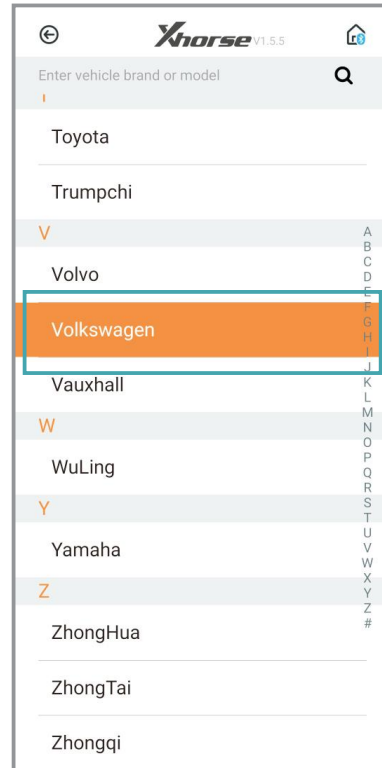 Xhorse V1.5.5
Enter vehicle brand or model
Toyota
Trumpchi
V
Volvo
Volkswagen
Vauxhall
W
WuLing
Y
Yamaha
Z
ZhongHua
ZhongTai
Zhongqi
A
B
C
D
E
F
G
H
I
J
K
L
M
N
O
P
Q
R
S
T
U
V
W
X
Y
Z
#